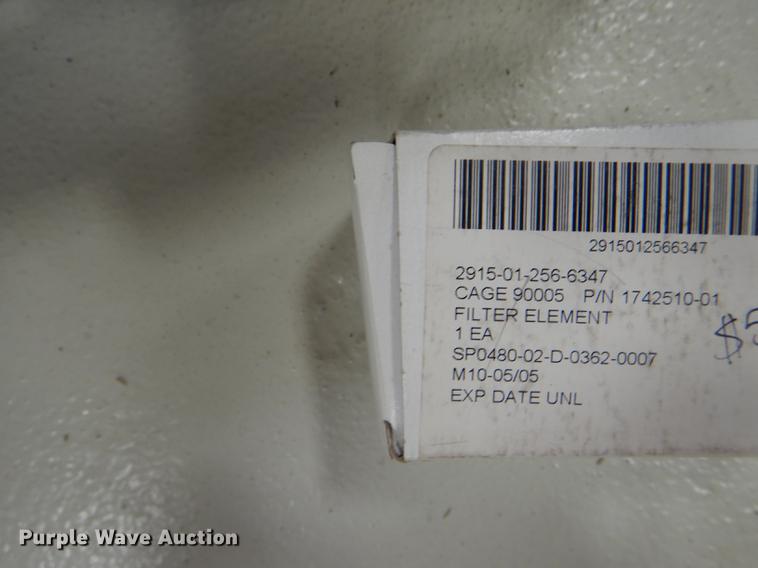 2915012566347
2915-01-256-6347
CAGE 90005 P/N 1742510-01
FILTER ELEMENT
1 EA
SP0480-02-D-0362-0007
M10-05/05
EXP DATE UNL
Purple Wave Auction